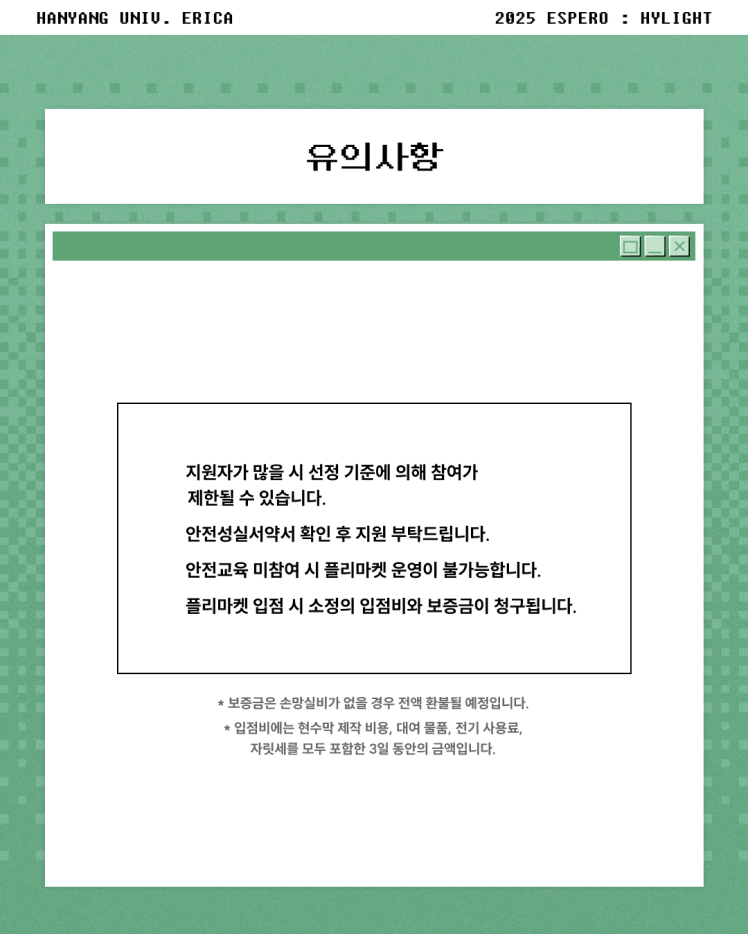 HANYANG UNIV. ERICA
2025 ESPERO : HYLIGHT
유의사항
지원자가 많을 시 선정 기준에 의해 참여가
제한될 수 있습니다.
안전성실서약서 확인 후 지원 부탁드립니다.
안전교육 미참여 시 플리마켓 운영이 불가능합니다.
플리마켓 입점 시 소정의 입점비와 보증금이 청구됩니다.
* 보증금은 손망실비가 없을 경우 전액 환불될 예정입니다.
* 입점비에는 현수막 제작 비용, 대여 물품, 전기 사용료,
자릿세를 모두 포함한 3일 동안의 금액입니다.